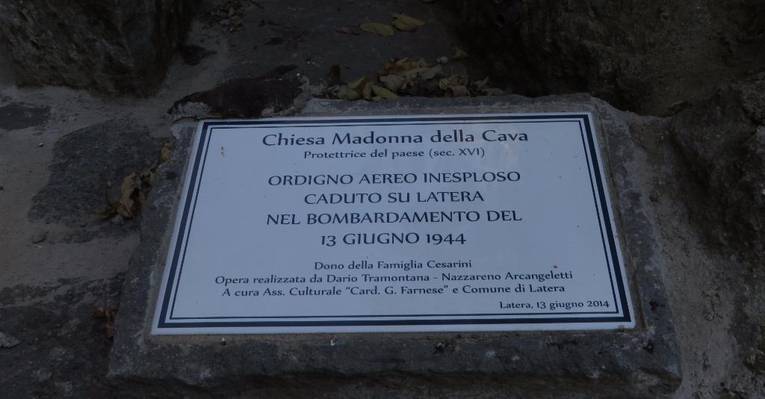 Chiesa Madonna della Cava
Protettrice del paese (sec. XVI)
ORDIGNO AEREO INESPLOSO
CADUTO SU LATERA
NEL BOMBARDAMENTO DEL
13 GIUGNO 1944
Dono della Famiglia Cesarini
Opera realizzata da Dario Tramontana - Nazzareno Arcangeletti
A cura Ass. Culturale "Card. G. Farnese" e Comune di Latera
Latera, 13 giugno 2014